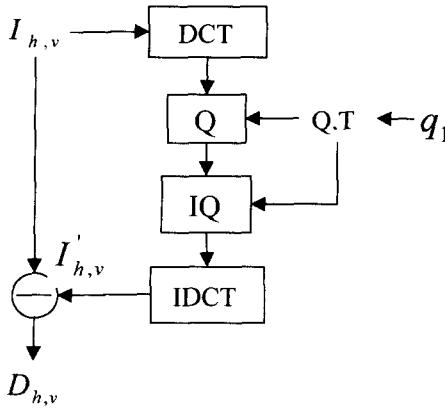 I_{h,v}
DCT
Q
Q.T
q_1
IQ
I'_{h,v}
IDCT
D_{h,v}